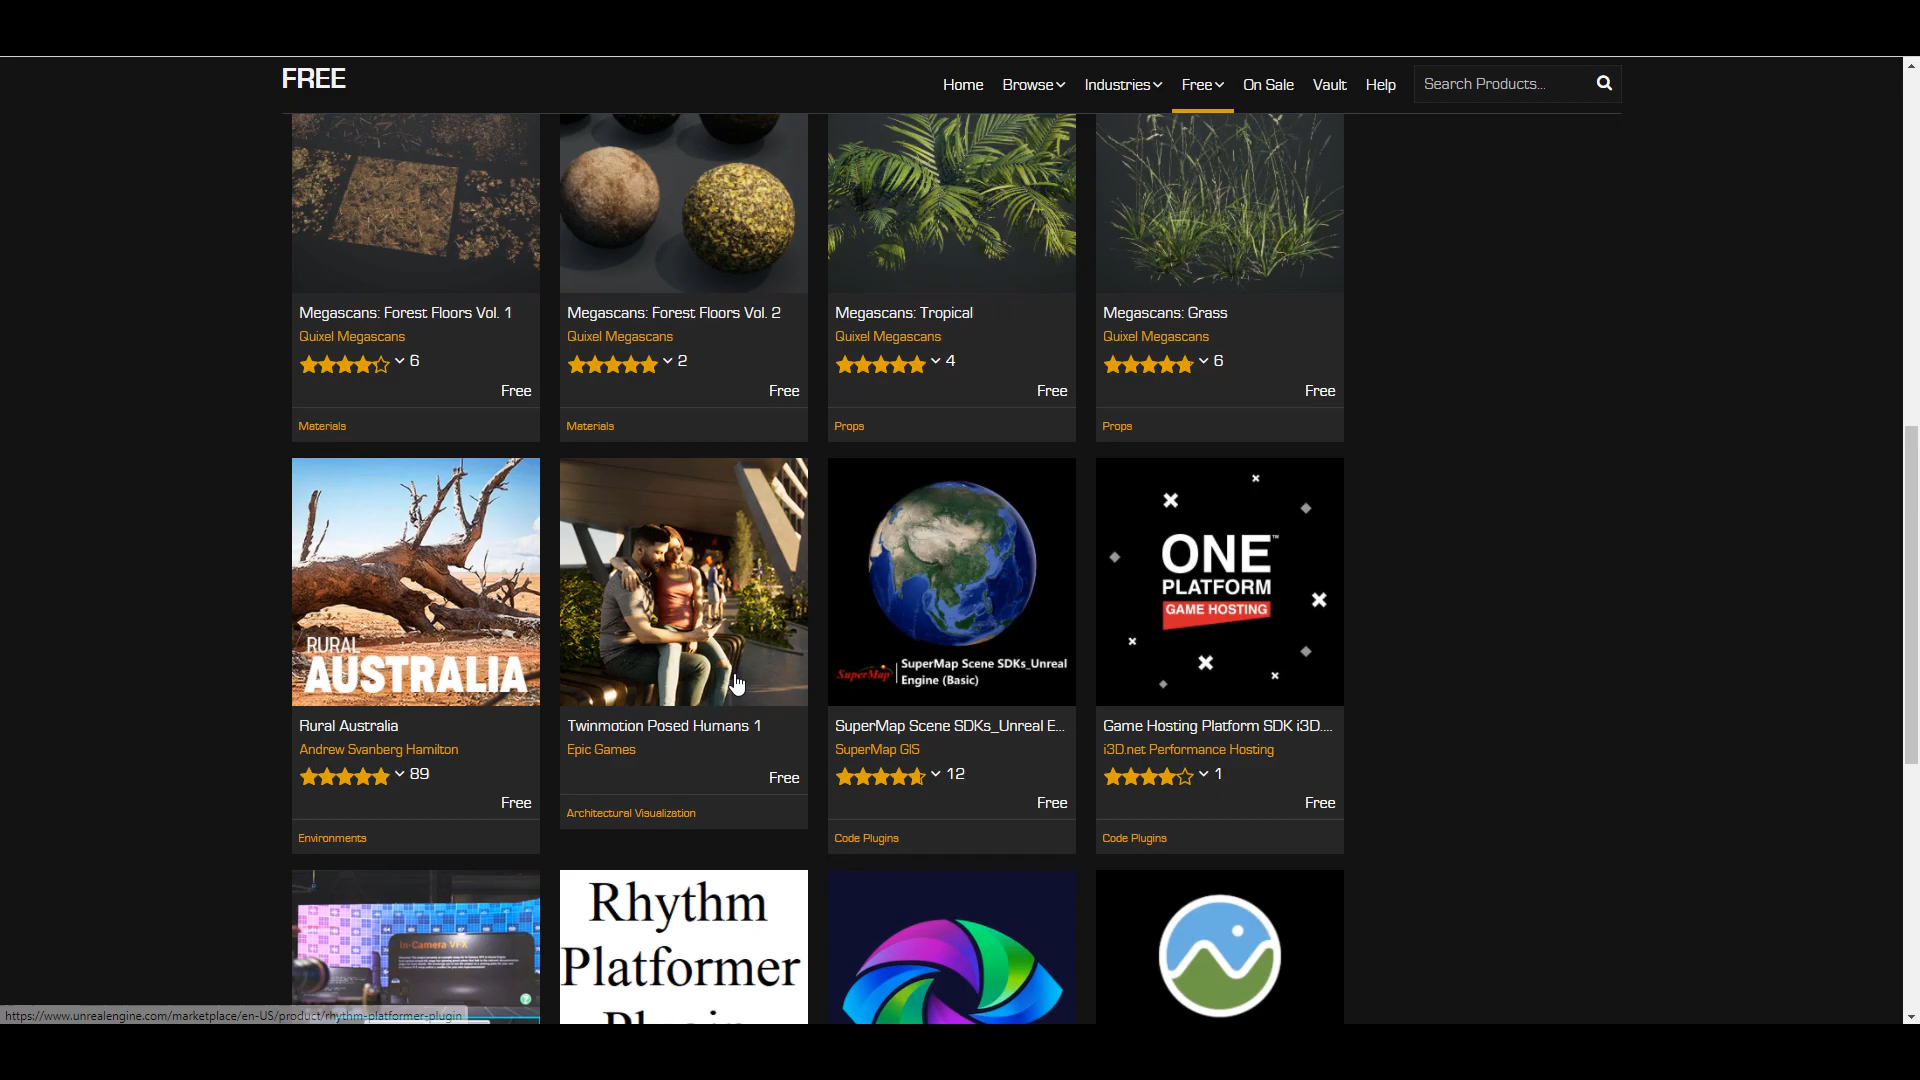 FREE
Home Browse Industries Free On Sale Vault Help Search Products...
Megascans: Forest Floors Vol. 1
Quixel Megascans
6
Free
Materials
Megascans: Forest Floors Vol. 2
Quixel Megascans
2
Free
Materials
Megascans: Tropical
Quixel Megascans
4
Free
Props
Megascans: Grass
Quixel Megascans
6
Free
Props
RURAL
AUSTRALIA
Rural Australia
Andrew Svanberg Hamilton
89
Free
Environments
Twinmotion Posed Humans 1
Epic Games
Free
Architectural Visualization
SuperMap
SuperMap Scene SDKs_Unreal
Engine (Basic)
SuperMap Scene SDKs_Unreal E...
SuperMap GIS
12
Free
Code Plugins
ONE™
PLATFORM
GAME HOSTING
Game Hosting Platform SDK i3D....
i3D.net Performance Hosting
1
Free
Code Plugins
In-Camera VFX
Rhythm
Platformer
Plugin
https://www.unrealengine.com/marketplace/en-US/product/rhythm-platformer-plugin